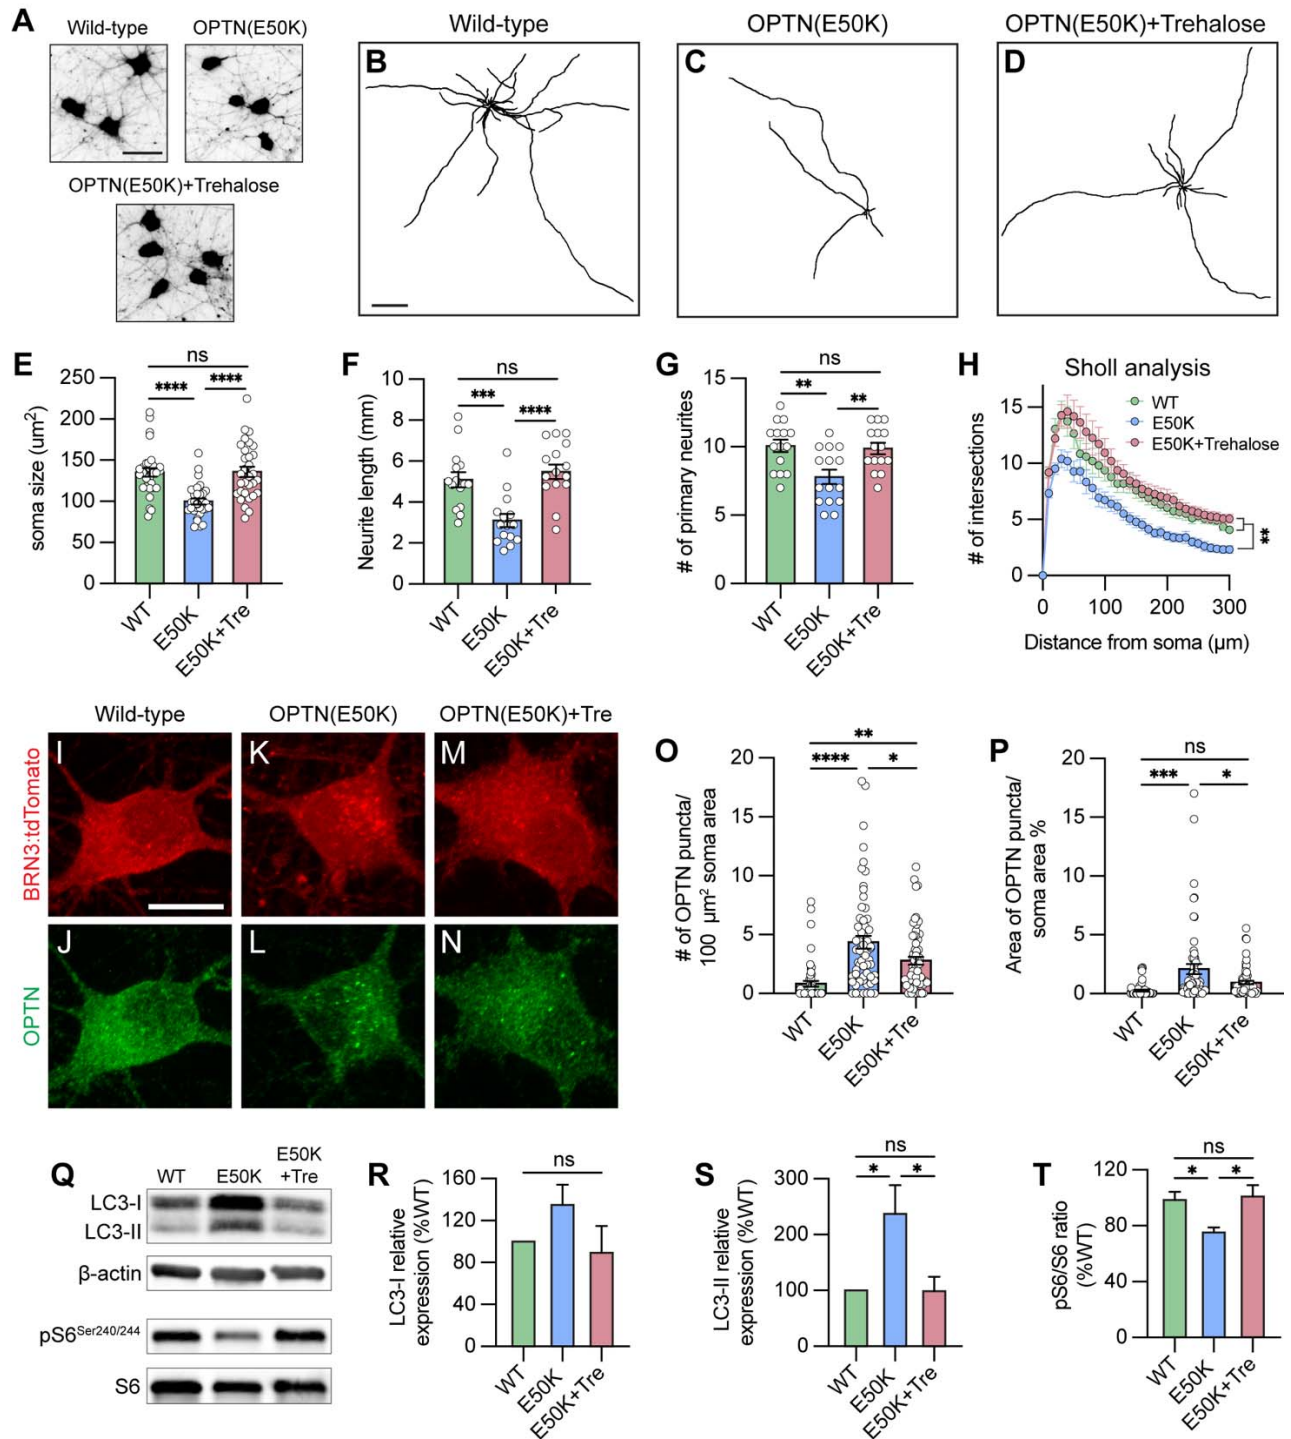 A
Wild-type
OPTN(E50K)
OPTN(E50K)+Trehalose
Wild-type
B
OPTN(E50K)
C
OPTN(E50K)+Trehalose
D
E
soma size (um²)
250
200
150
100
50
0
ns
****
****
WT
E50K
E50K+Tre
F
Neurite length (mm)
10
8
6
4
2
0
ns
***
****
WT
E50K
E50K+Tre
G
# of primary neurites
15
10
5
0
ns
**
**
WT
E50K
E50K+Tre
H
Sholl analysis
# of intersections
15
10
5
0
WT
E50K
E50K+Trehalose
**
0
100
200
300
Distance from soma (µm)
Wild-type
OPTN(E50K)
OPTN(E50K)+Tre
BRN3:tdTomato
I
K
M
OPTN
J
L
N
O
# of OPTN puncta/
100 µm² soma area
20
15
10
5
0
**
****
*
WT
E50K
E50K+Tre
P
Area of OPTN puncta/
soma area %
20
15
10
5
0
ns
***
*
WT
E50K
E50K+Tre
Q
WT
E50K
E50K
+Tre
LC3-I
LC3-II
β-actin
pS6Ser240/244
S6
R
LC3-I relative
expression (%WT)
160
120
80
40
0
ns
WT
E50K
E50K+Tre
S
LC3-II relative
expression (%WT)
300
200
100
0
ns
*
*
WT
E50K
E50K+Tre
T
pS6/S6 ratio
(%WT)
120
80
40
0
ns
*
*
WT
E50K
E50K+Tre